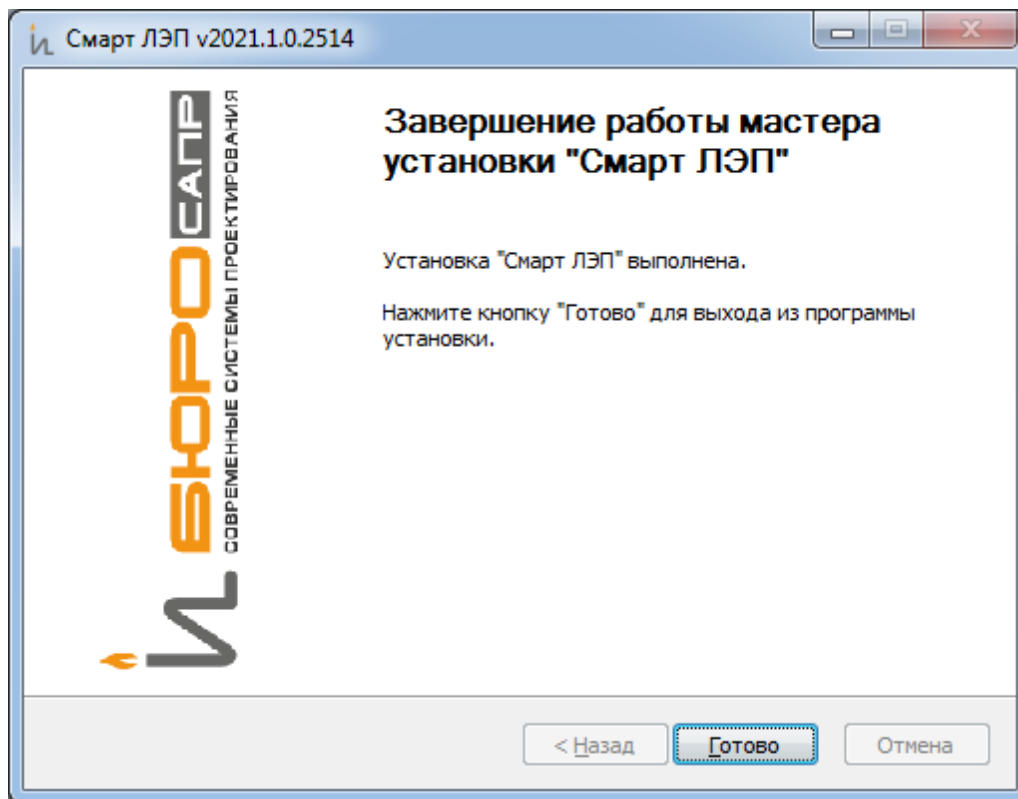 Смарт ЛЭП v2021.1.0.2514
БЮРО САПР
СОВРЕМЕННЫЕ СИСТЕМЫ ПРОЕКТИРОВАНИЯ
Завершение работы мастера
установки "Смарт ЛЭП"
Установка "Смарт ЛЭП" выполнена.
Нажмите кнопку "Готово" для выхода из программы
установки.
< Назад
Готово
Отмена